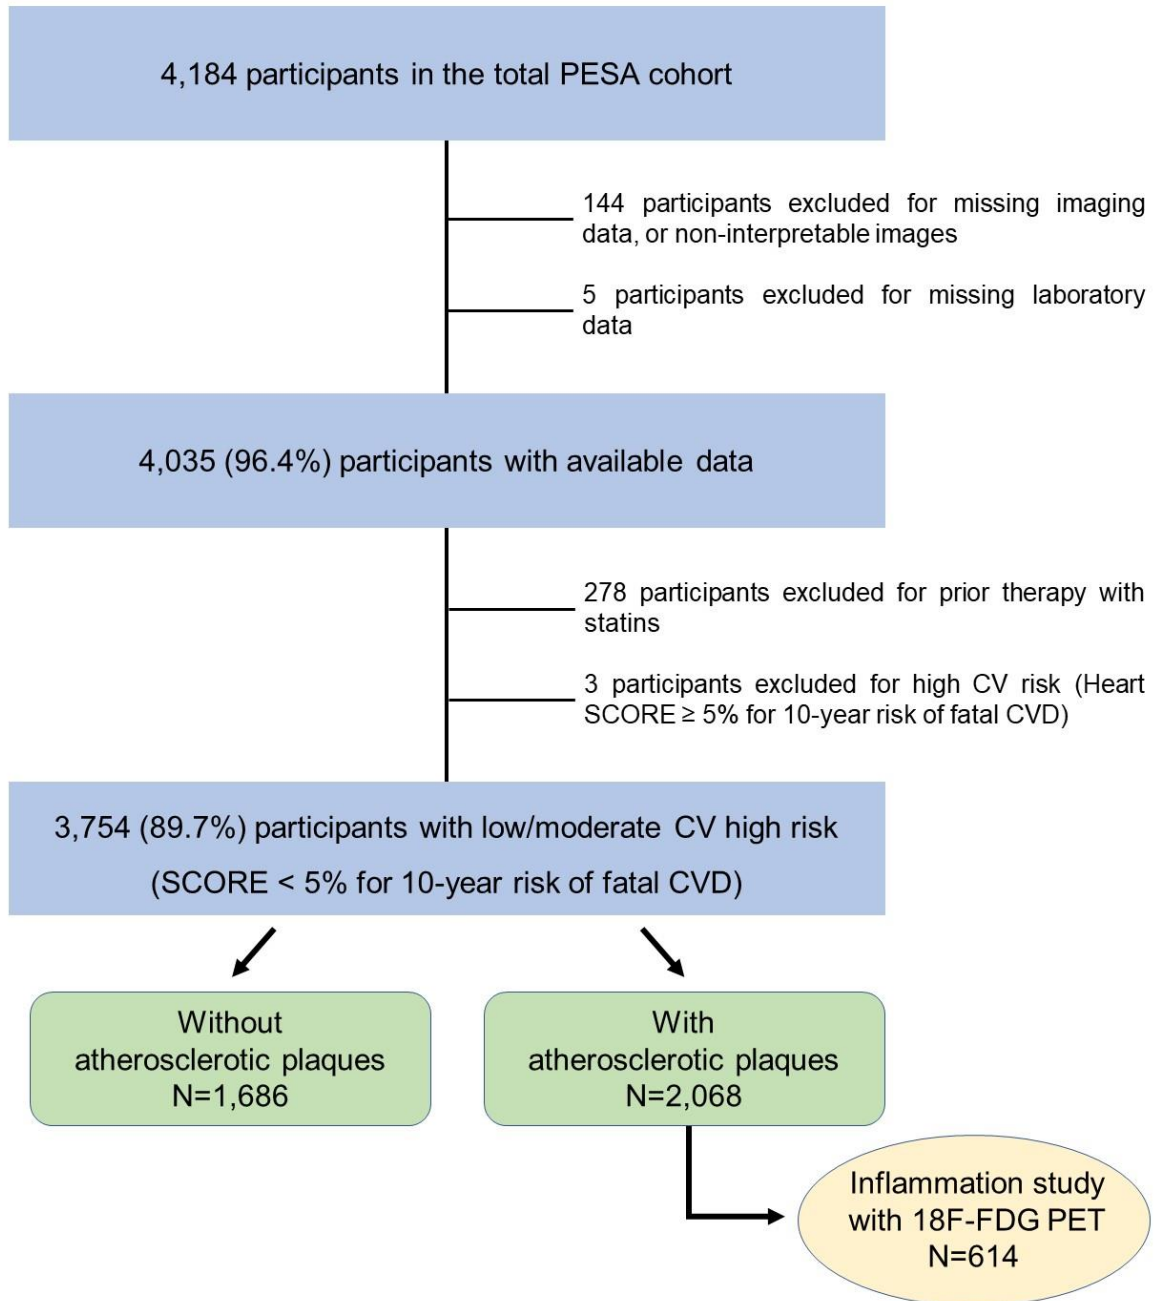 4,184 participants in the total PESA cohort
144 participants excluded for missing imaging
data, or non-interpretable images
5 participants excluded for missing laboratory
data
4,035 (96.4%) participants with available data
278 participants excluded for prior therapy with
statins
3 participants excluded for high CV risk (Heart
SCORE ≥ 5% for 10-year risk of fatal CVD)
3,754 (89.7%) participants with low/moderate CV high risk
(SCORE < 5% for 10-year risk of fatal CVD)
Without
atherosclerotic plaques
N=1,686
With
atherosclerotic plaques
N=2,068
Inflammation study
with 18F-FDG PET
N=614